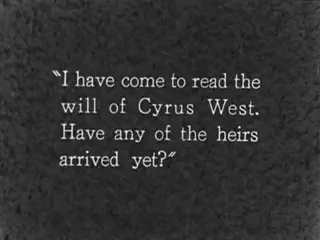 "I have come to read the
will of Cyrus West.
Have any of the heirs
arrived yet?"